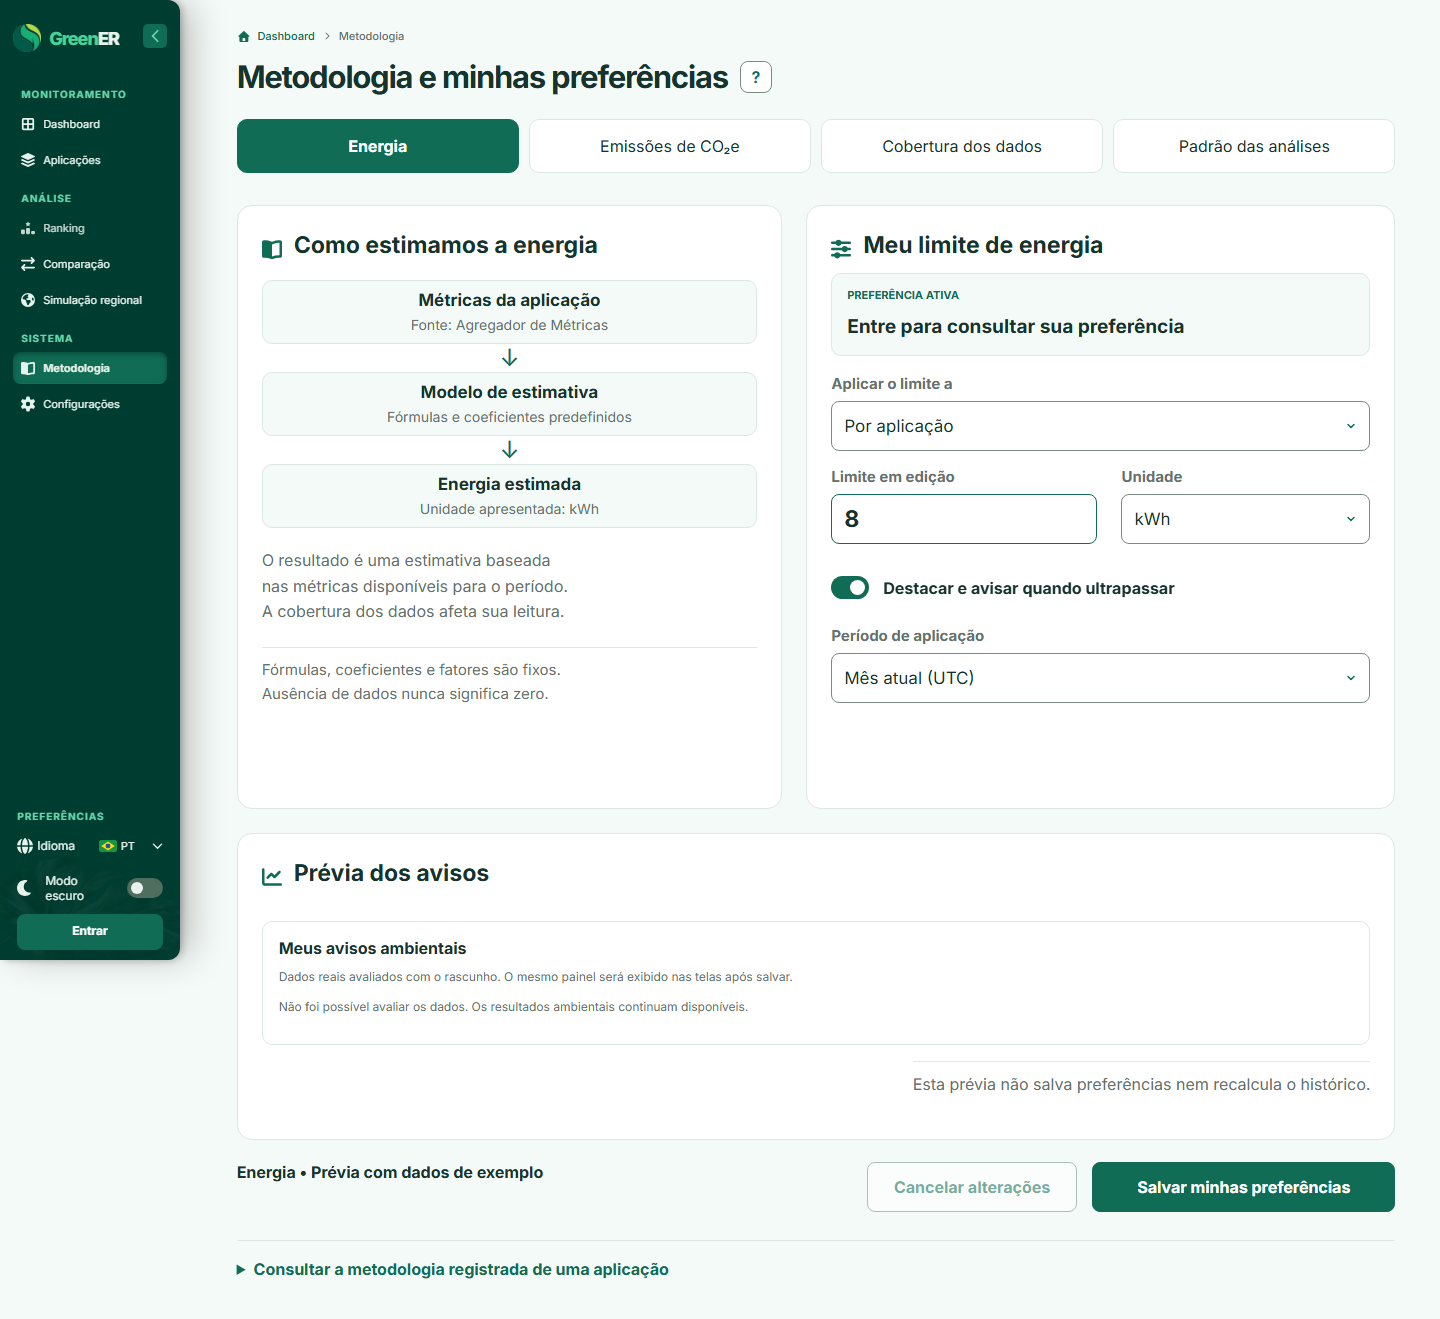 GreenER
MONITORAMENTO
Dashboard
Aplicações
ANÁLISE
Ranking
Comparação
Simulação regional
SISTEMA
Metodologia
Configurações
PREFERÊNCIAS
Idioma PT
Modo
escuro
Entrar
Dashboard > Metodologia
Metodologia e minhas preferências ?
Energia
Emissões de CO₂e
Cobertura dos dados
Padrão das análises
Como estimamos a energia
Métricas da aplicação
Fonte: Agregador de Métricas
Modelo de estimativa
Fórmulas e coeficientes predefinidos
Energia estimada
Unidade apresentada: kWh
O resultado é uma estimativa baseada
nas métricas disponíveis para o período.
A cobertura dos dados afeta sua leitura.
Fórmulas, coeficientes e fatores são fixos.
Ausência de dados nunca significa zero.
Meu limite de energia
PREFERÊNCIA ATIVA
Entre para consultar sua preferência
Aplicar o limite a
Por aplicação
Limite em edição
8
Unidade
kWh
Destacar e avisar quando ultrapassar
Período de aplicação
Mês atual (UTC)
Prévia dos avisos
Meus avisos ambientais
Dados reais avaliados com o rascunho. O mesmo painel será exibido nas telas após salvar.
Não foi possível avaliar os dados. Os resultados ambientais continuam disponíveis.
Esta prévia não salva preferências nem recalcula o histórico.
Energia • Prévia com dados de exemplo
Cancelar alterações
Salvar minhas preferências
Consultar a metodologia registrada de uma aplicação